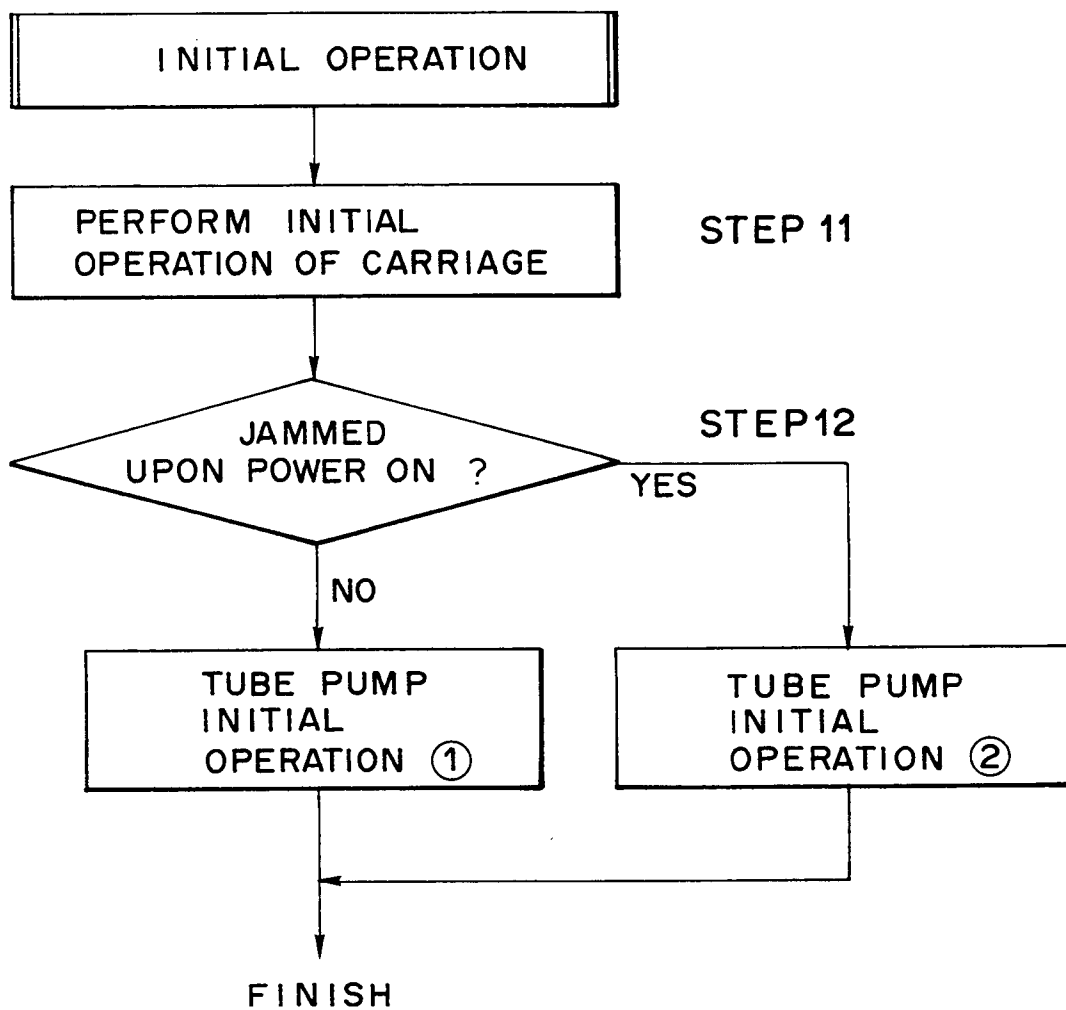 INITIAL OPERATION
PERFORM INITIAL
OPERATION OF CARRIAGE
STEP 11
JAMMED
UPON POWER ON ?
STEP12
YES
NO
TUBE PUMP
INITIAL
OPERATION ①
TUBE PUMP
INITIAL
OPERATION ②
FINISH